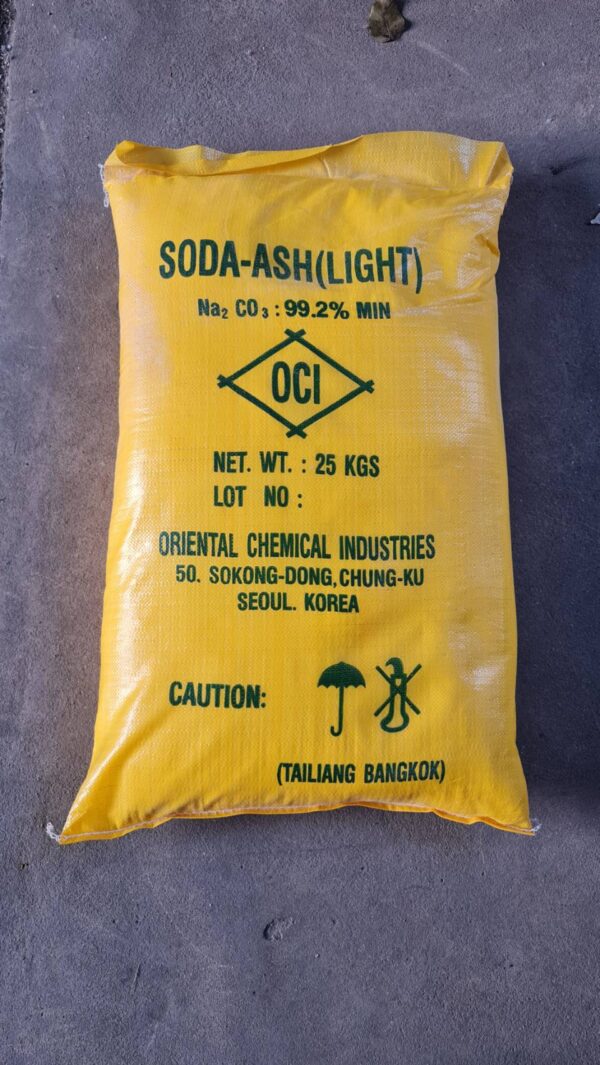 SODA-ASH(LIGHT)
Na₂ CO₃ : 99.2% MIN
OCI
NET. WT. : 25 KGS
LOT NO :
ORIENTAL CHEMICAL INDUSTRIES
50. SOKONG-DONG, CHUNG-KU
SEOUL. KOREA
CAUTION:
(TAILIANG BANGKOK)